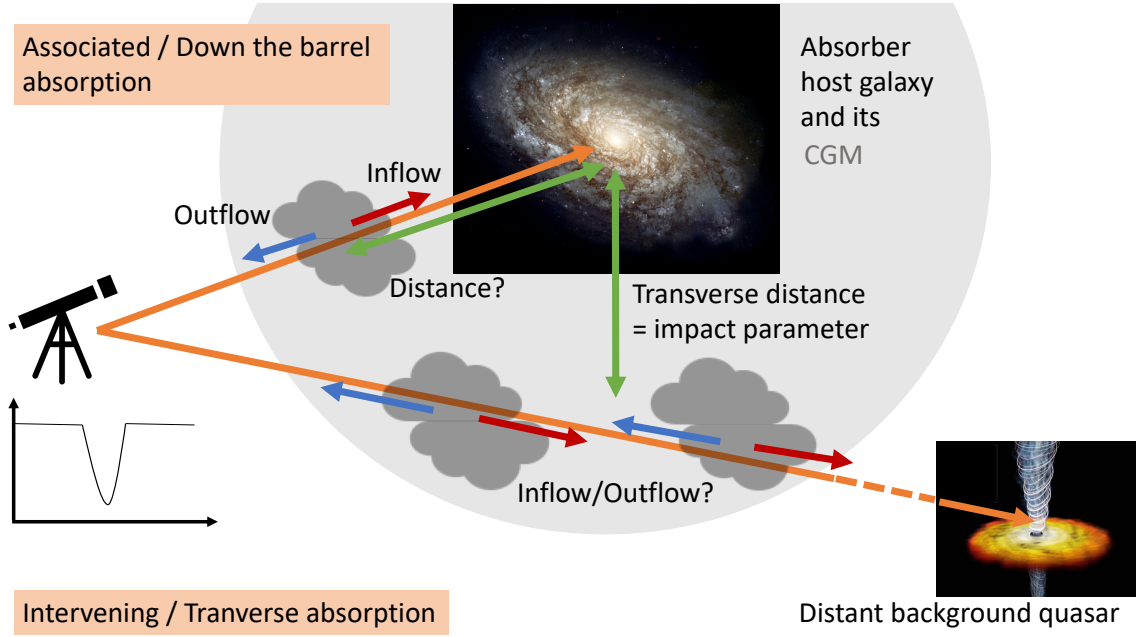 Associated / Down the barrel
absorption
Absorber
host galaxy
and its
CGM
Inflow
Outflow
Distance?
Transverse distance
= impact parameter
Inflow/Outflow?
Intervening / Tranverse absorption
Distant background quasar